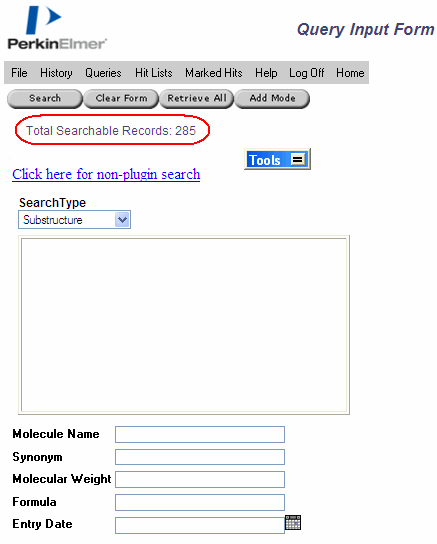 PerkinElmer
Query Input Form
File History Queries Hit Lists Marked Hits Help Log Off Home
Search Clear Form Retrieve All Add Mode
Total Searchable Records: 285
Tools
Click here for non-plugin search
SearchType
Substructure
Molecule Name
Synonym
Molecular Weight
Formula
Entry Date